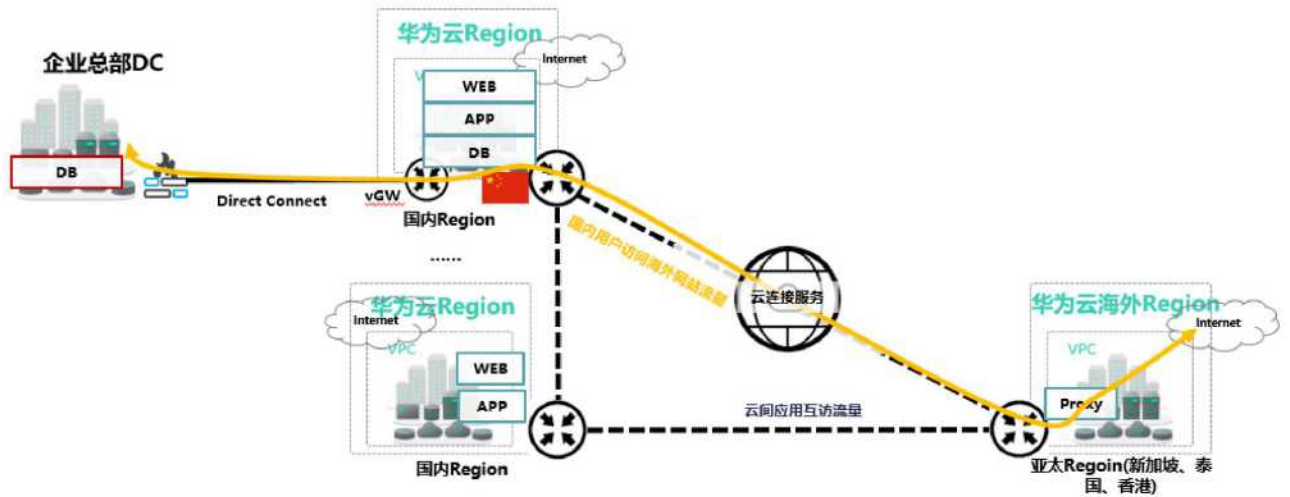 华为云Region
Internet
企业总部DC
V
WEB
APP
DB
DB
Direct Connect
vGW
国内Region
国内用户访问海外网站流量
......
华为云Region
Internet
VPC
WEB
APP
国内Region
云连接服务
云间应用互访流量
华为云海外Region
Internet
VPC
Proxy
亚太Regoin(新加坡、泰
国、香港)